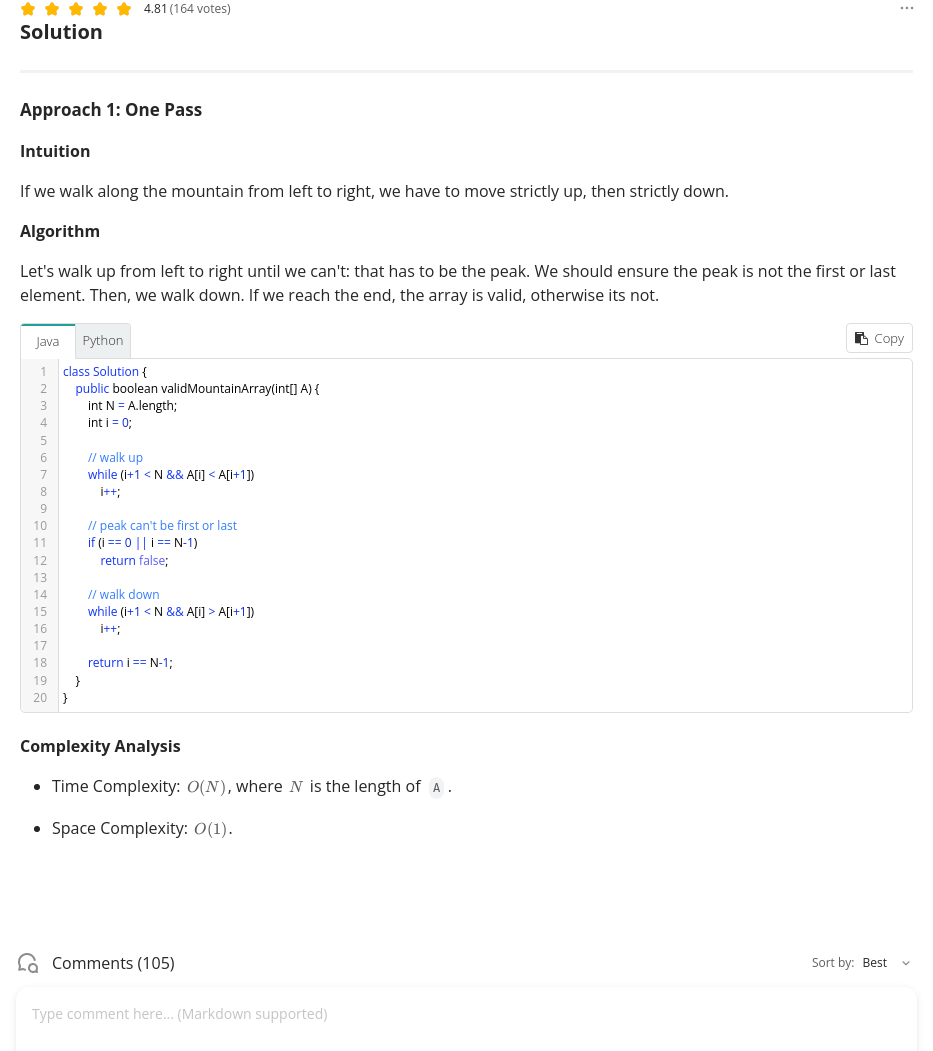 4.81 (164 votes)
Solution
Approach 1: One Pass
Intuition
If we walk along the mountain from left to right, we have to move strictly up, then strictly down.
Algorithm
Let's walk up from left to right until we can't: that has to be the peak. We should ensure the peak is not the first or last
element. Then, we walk down. If we reach the end, the array is valid, otherwise its not.
Java Python Copy
1 class Solution {
2     public boolean validMountainArray(int[] A) {
3         int N = A.length;
4         int i = 0;
5
6         // walk up
7         while (i+1 < N && A[i] < A[i+1])
8             i++;
9
10         // peak can't be first or last
11         if (i == 0 || i == N-1)
12             return false;
13
14         // walk down
15         while (i+1 < N && A[i] > A[i+1])
16             i++;
17
18         return i == N-1;
19     }
20 }
Complexity Analysis
• Time Complexity: O(N), where N is the length of A.
• Space Complexity: O(1).
Comments (105) Sort by: Best
Type comment here... (Markdown supported)